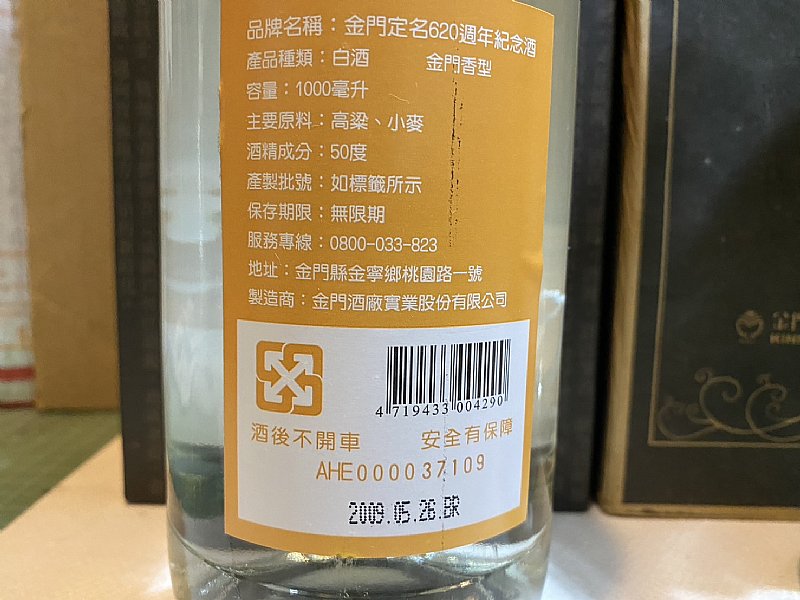 品牌名稱：金門定名620週年紀念酒
產品種類：白酒 金門香型
容量：1000毫升
主要原料：高粱、小麥
酒精成分：50度
產製批號：如標籤所示
保存期限：無限期
服務專線：0800-033-823
地址：金門縣金寧鄉桃園路一號
製造商：金門酒廠實業股份有限公司
4 719433 004290
酒後不開車 安全有保障
AHE000037109
2009.05.26.BR
金門